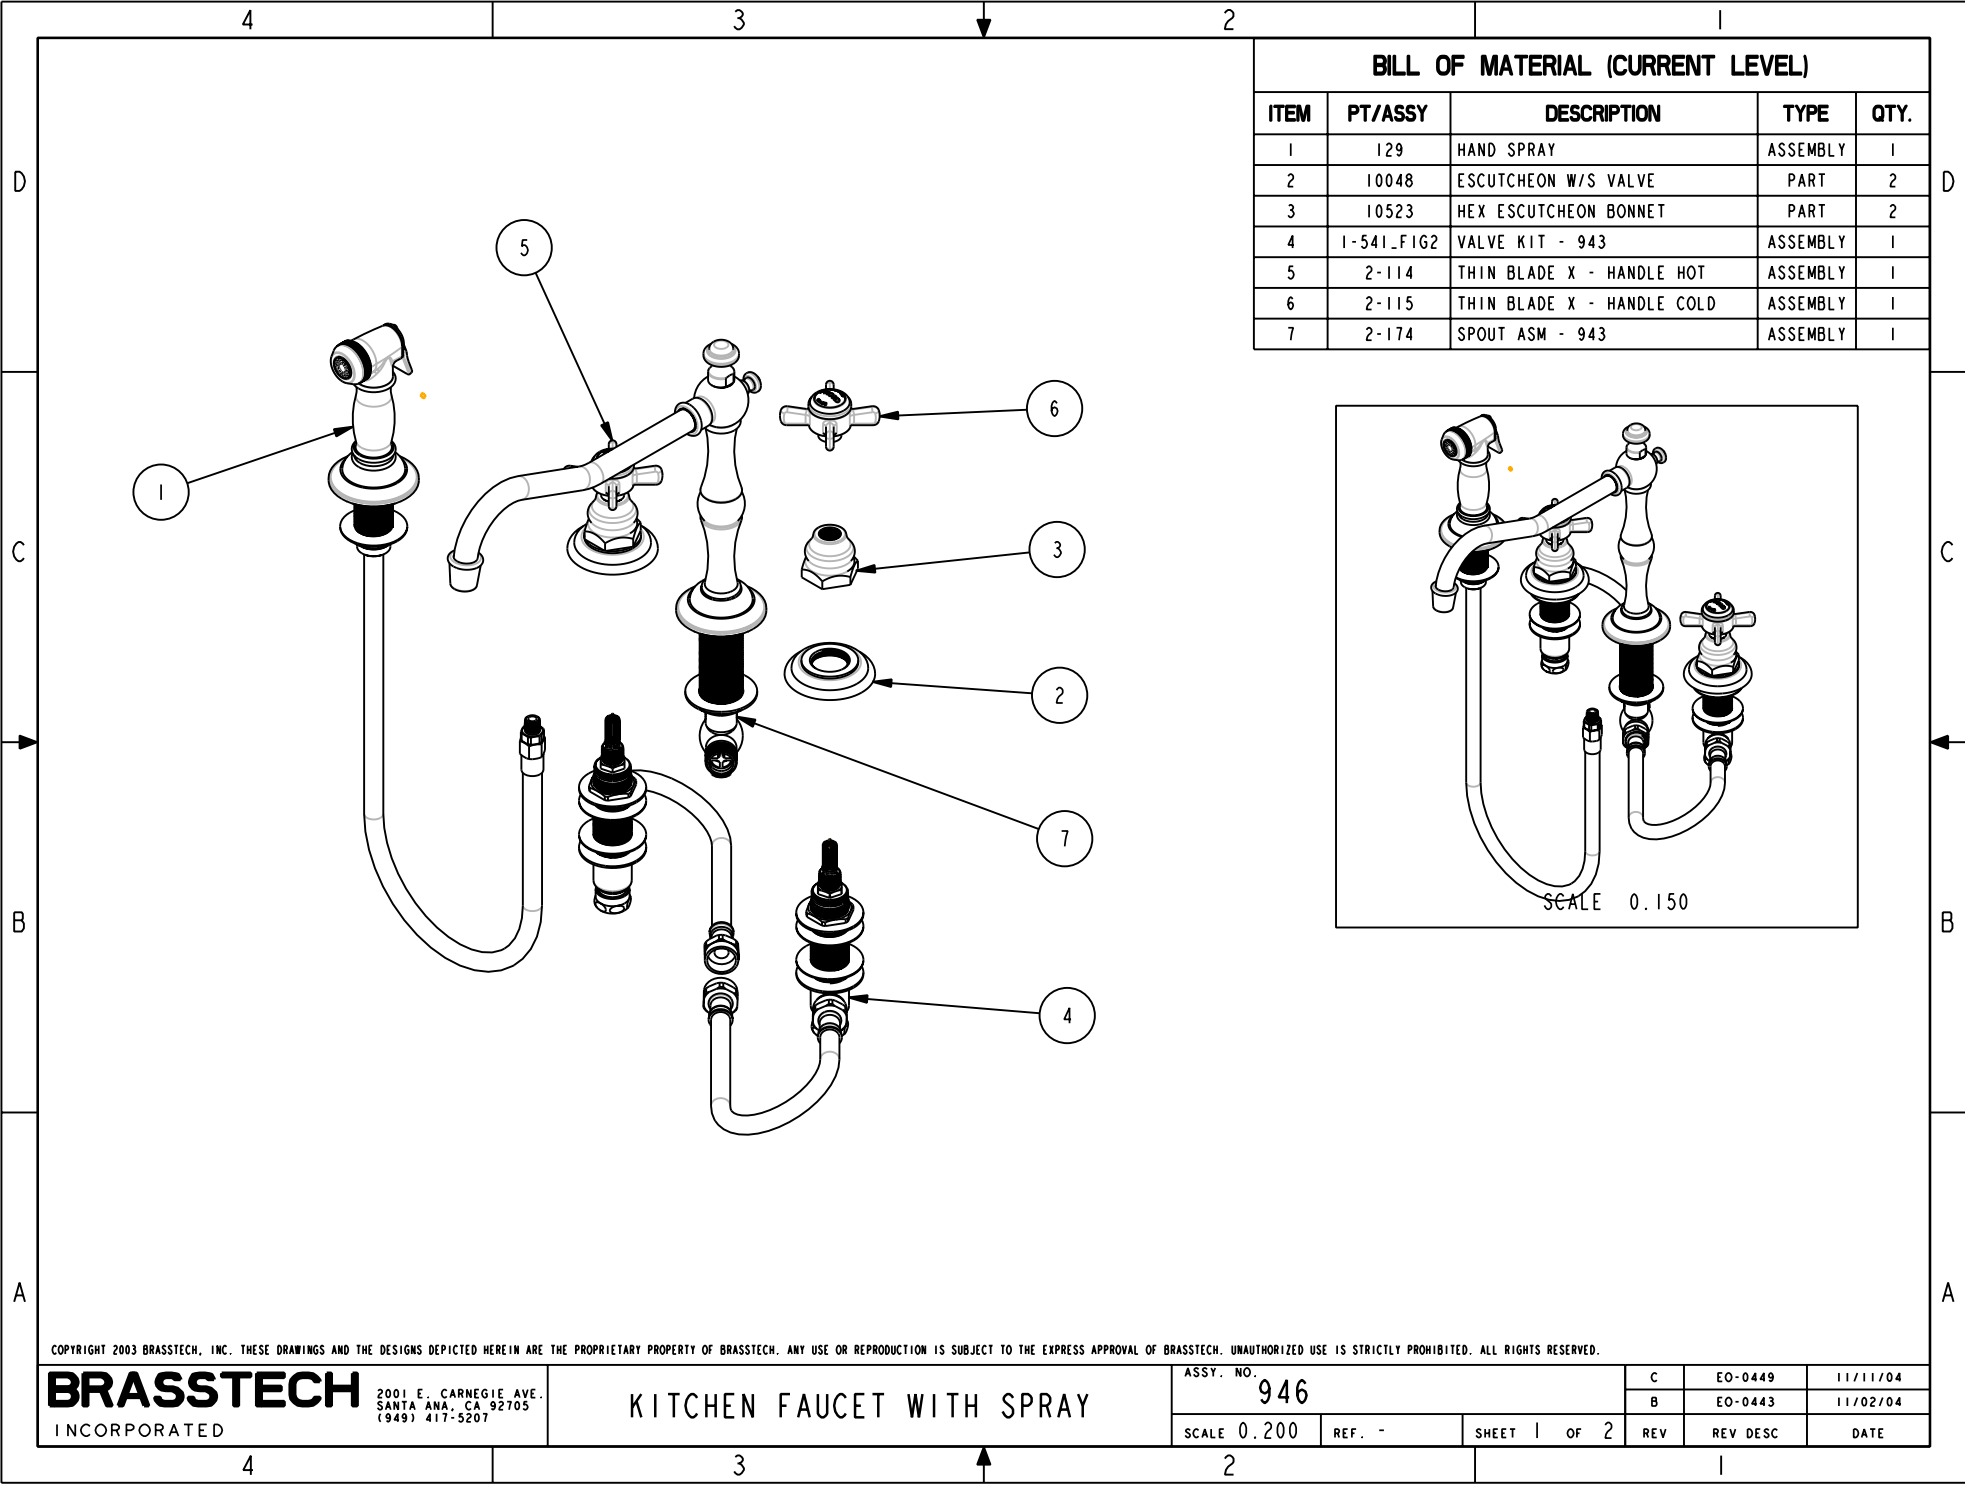 4 3 2 1
BILL OF MATERIAL (CURRENT LEVEL)
ITEM PT/ASSY DESCRIPTION TYPE QTY.
1 129 HAND SPRAY ASSEMBLY 1
2 10048 ESCUTCHEON W/S VALVE PART 2
3 10523 HEX ESCUTCHEON BONNET PART 2
4 1-541_FIG2 VALVE KIT - 943 ASSEMBLY 1
5 2-114 THIN BLADE X - HANDLE HOT ASSEMBLY 1
6 2-115 THIN BLADE X - HANDLE COLD ASSEMBLY 1
7 2-174 SPOUT ASM - 943 ASSEMBLY 1
D D
5
6
1
3
C C
2
7
SCALE 0.150
B B
4
A A
COPYRIGHT 2003 BRASSTECH, INC. THESE DRAWINGS AND THE DESIGNS DEPICTED HEREIN ARE THE PROPRIETARY PROPERTY OF BRASSTECH. ANY USE OR REPRODUCTION IS SUBJECT TO THE EXPRESS APPROVAL OF BRASSTECH. UNAUTHORIZED USE IS STRICTLY PROHIBITED. ALL RIGHTS RESERVED.
BRASSTECH
INCORPORATED
2001 E. CARNEGIE AVE.
SANTA ANA, CA 92705
(949) 417-5207
KITCHEN FAUCET WITH SPRAY
ASSY. NO.
946
SCALE 0.200 REF. - SHEET 1 OF 2
C EO-0449 11/11/04
B EO-0443 11/02/04
REV REV DESC DATE
4 3 2 1